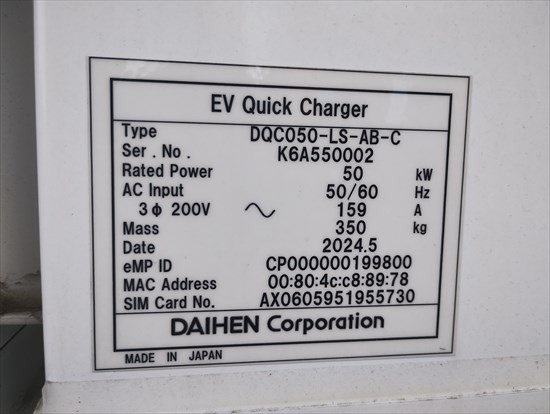 EV Quick Charger
Type DQC050-LS-AB-C
Ser . No . K6A550002
Rated Power 50 kW
AC Input 50/60 Hz
3ϕ 200V ～ 159 A
Mass 350 kg
Date 2024.5
eMP ID CP000000199800
MAC Address 00:80:4c:c8:89:78
SIM Card No. AX0605951955730
DAIHEN Corporation
MADE IN JAPAN